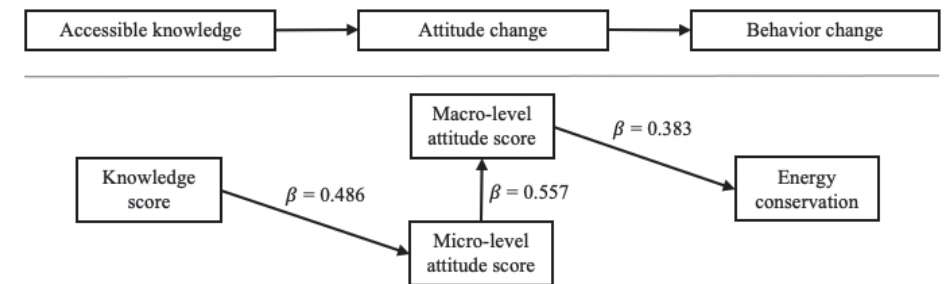 Accessible knowledge
Attitude change
Behavior change
Macro-level
attitude score
β = 0.383
Knowledge
score
β = 0.486
β = 0.557
Energy
conservation
Micro-level
attitude score